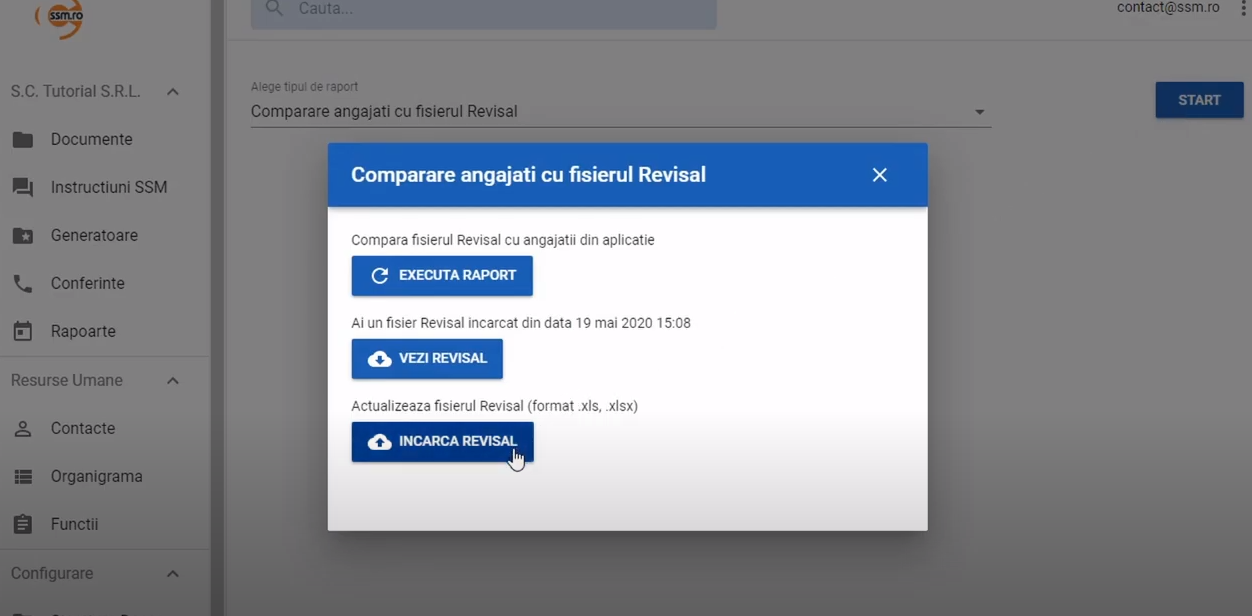 ssm.ro
Cauta...
contact@ssm.ro
S.C. Tutorial S.R.L.
Documente
Instructiuni SSM
Generatoare
Conferinte
Rapoarte
Resurse Umane
Contacte
Organigrama
Functii
Configurare
Alege tipul de raport
Comparare angajati cu fisierul Revisal
START
Comparare angajati cu fisierul Revisal
Compara fisierul Revisal cu angajatii din aplicatie
EXECUTA RAPORT
Ai un fisier Revisal incarcat din data 19 mai 2020 15:08
VEZI REVISAL
Actualizeaza fisierul Revisal (format .xls, .xlsx)
INCARCA REVISAL